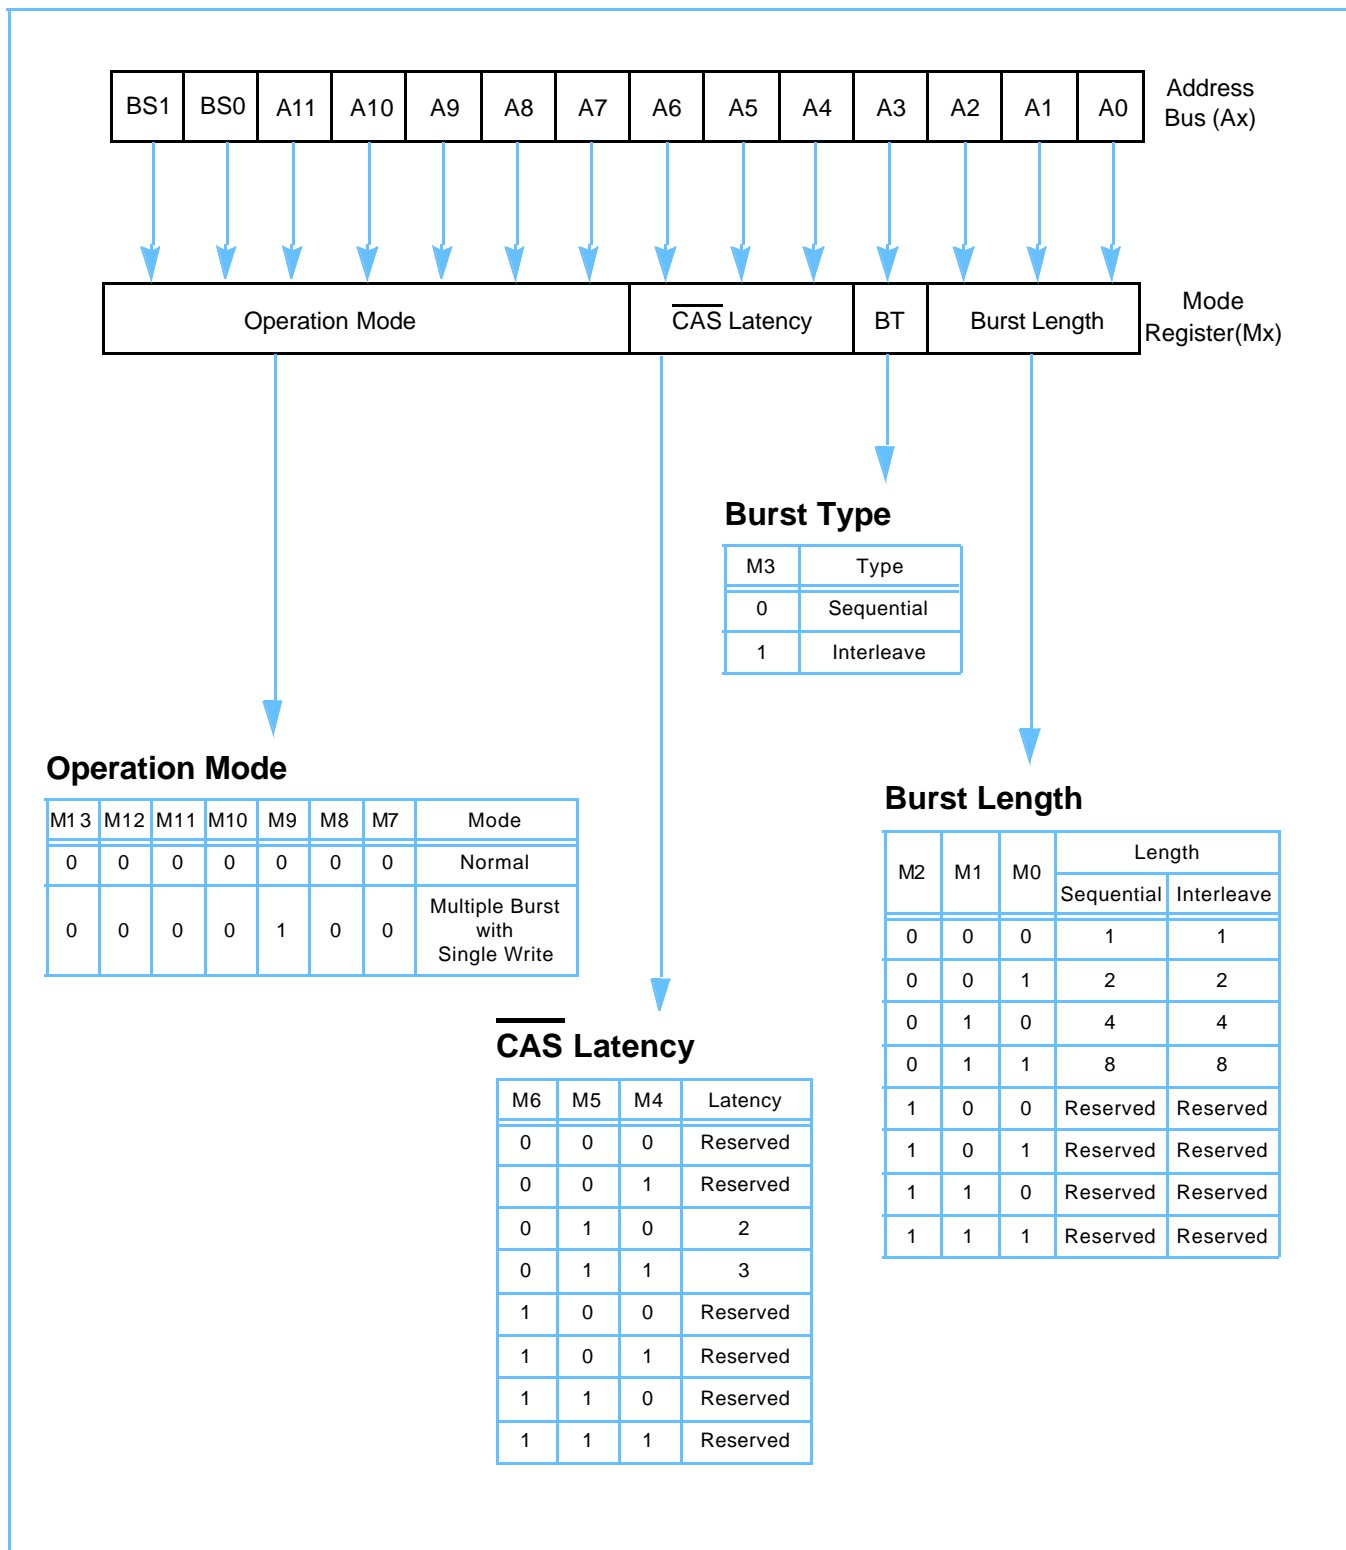 BS1 BS0 A11 A10 A9 A8 A7 A6 A5 A4 A3 A2 A1 A0
Address
Bus (Ax)
Operation Mode CAS Latency BT Burst Length
Mode
Register(Mx)
Burst Type
M3 Type
0 Sequential
1 Interleave
Operation Mode
M13 M12 M11 M10 M9 M8 M7 Mode
0 0 0 0 0 0 0 Normal
0 0 0 0 1 0 0 Multiple Burst
with
Single Write
Burst Length
M2 M1 M0 Length
Sequential Interleave
0 0 0 1 1
0 0 1 2 2
0 1 0 4 4
0 1 1 8 8
1 0 0 Reserved Reserved
1 0 1 Reserved Reserved
1 1 0 Reserved Reserved
1 1 1 Reserved Reserved
CAS Latency
M6 M5 M4 Latency
0 0 0 Reserved
0 0 1 Reserved
0 1 0 2
0 1 1 3
1 0 0 Reserved
1 0 1 Reserved
1 1 0 Reserved
1 1 1 Reserved